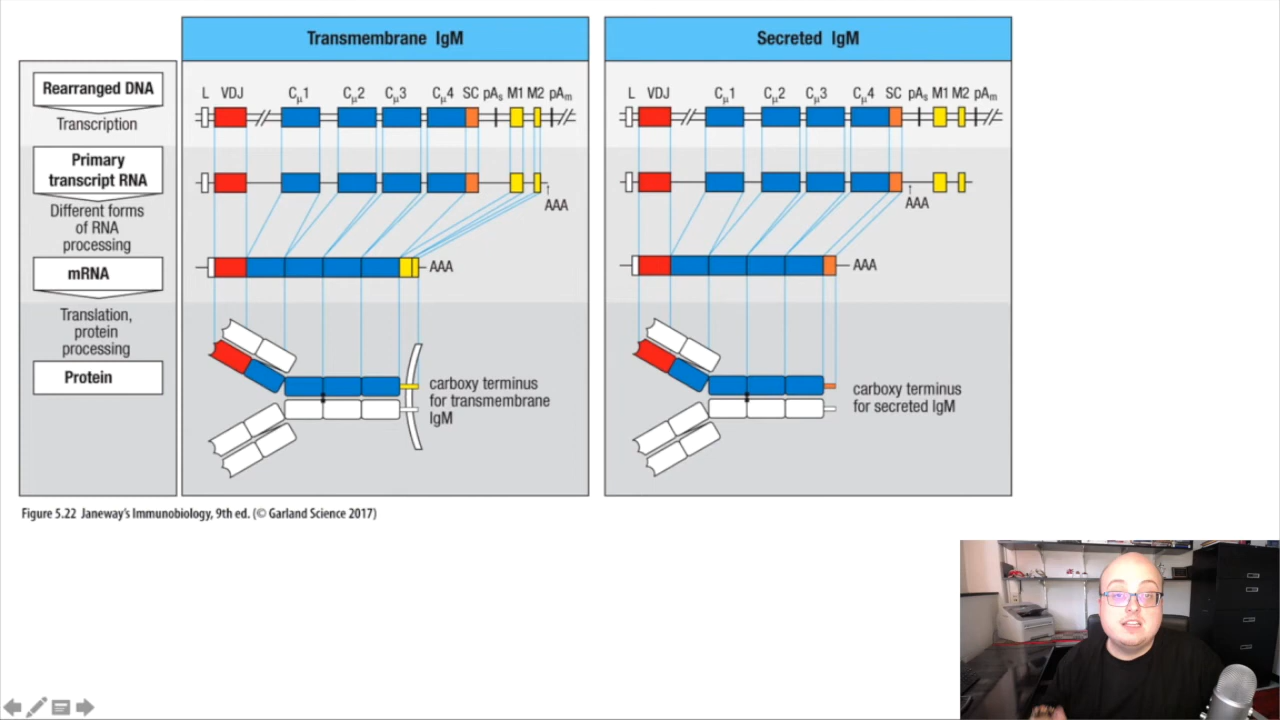 Transmembrane IgM
Secreted IgM
Rearranged DNA
Transcription
Primary
transcript RNA
Different forms
of RNA
processing
mRNA
Translation,
protein
processing
Protein
L VDJ Cμ1 Cμ2 Cμ3 Cμ4 SC pAs M1 M2 pAm
AAA
AAA
carboxy terminus
for transmembrane
IgM
L VDJ Cμ1 Cμ2 Cμ3 Cμ4 SC pAs M1 M2 pAm
AAA
AAA
carboxy terminus
for secreted IgM
Figure 5.22 Janeway's Immunobiology, 9th ed. (© Garland Science 2017)